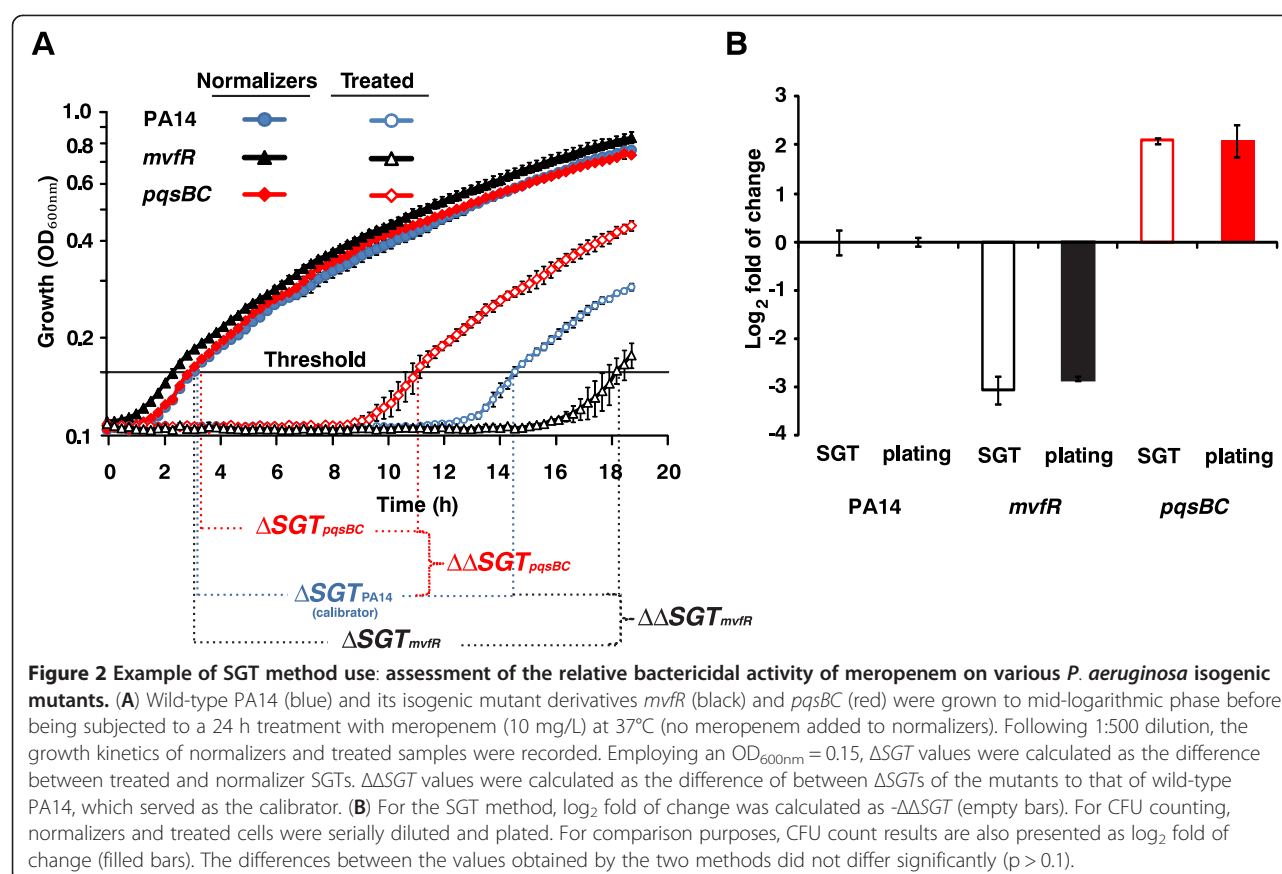 A
Normalizers Treated
PA14
mvfR
pqsBC
Growth (OD600nm)
1.0
0.8
0.6
0.4
0.2
0.1
Threshold
0 2 4 6 8 10 12 14 16 18 20
Time (h)
ΔSGTpqsBC
ΔΔSGTpqsBC
ΔSGTPA14
(calibrator)
ΔΔSGTmvfR
ΔSGTmvfR
B
Log2 fold of change
3
2
1
0
-1
-2
-3
-4
SGT plating SGT plating SGT plating
PA14 mvfR pqsBC
Figure 2 Example of SGT method use: assessment of the relative bactericidal activity of meropenem on various P. aeruginosa isogenic
mutants. (A) Wild-type PA14 (blue) and its isogenic mutant derivatives mvfR (black) and pqsBC (red) were grown to mid-logarithmic phase before
being subjected to a 24 h treatment with meropenem (10 mg/L) at 37°C (no meropenem added to normalizers). Following 1:500 dilution, the
growth kinetics of normalizers and treated samples were recorded. Employing an OD600nm = 0.15, ΔSGT values were calculated as the difference
between treated and normalizer SGTs. ΔΔSGT values were calculated as the difference of between ΔSGTs of the mutants to that of wild-type
PA14, which served as the calibrator. (B) For the SGT method, log2 fold of change was calculated as -ΔΔSGT (empty bars). For CFU counting,
normalizers and treated cells were serially diluted and plated. For comparison purposes, CFU count results are also presented as log2 fold of
change (filled bars). The differences between the values obtained by the two methods did not differ significantly (p > 0.1).